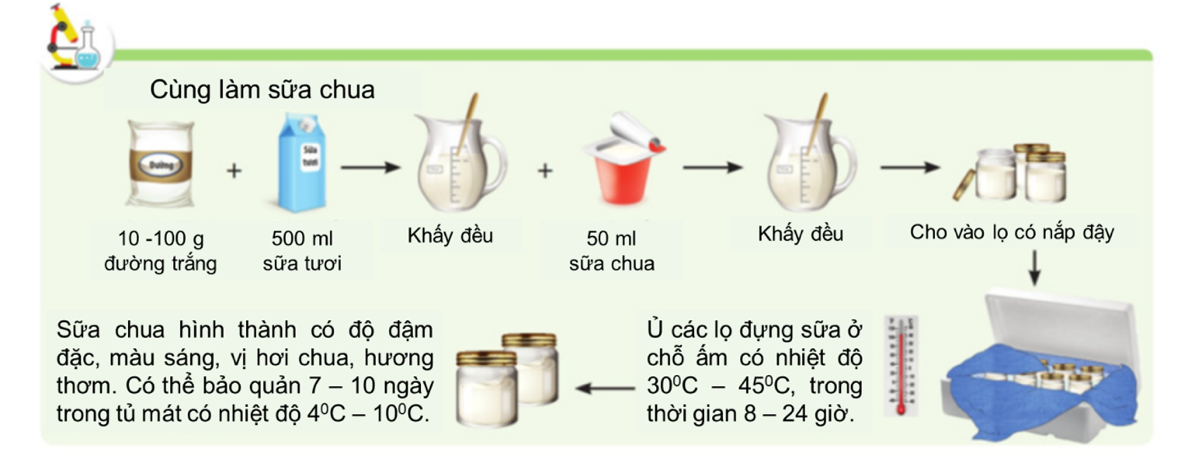 Cùng làm sữa chua
Đường
Sữa
tươi
10 -100 g
đường trắng
500 ml
sữa tươi
Khấy đều
50 ml
sữa chua
Khấy đều
Cho vào lọ có nắp đậy
Ủ các lọ đựng sữa ở
chỗ ấm có nhiệt độ
30⁰C – 45⁰C, trong
thời gian 8 – 24 giờ.
Sữa chua hình thành có độ đậm
đặc, màu sáng, vị hơi chua, hương
thơm. Có thể bảo quản 7 – 10 ngày
trong tủ mát có nhiệt độ 4⁰C – 10⁰C.